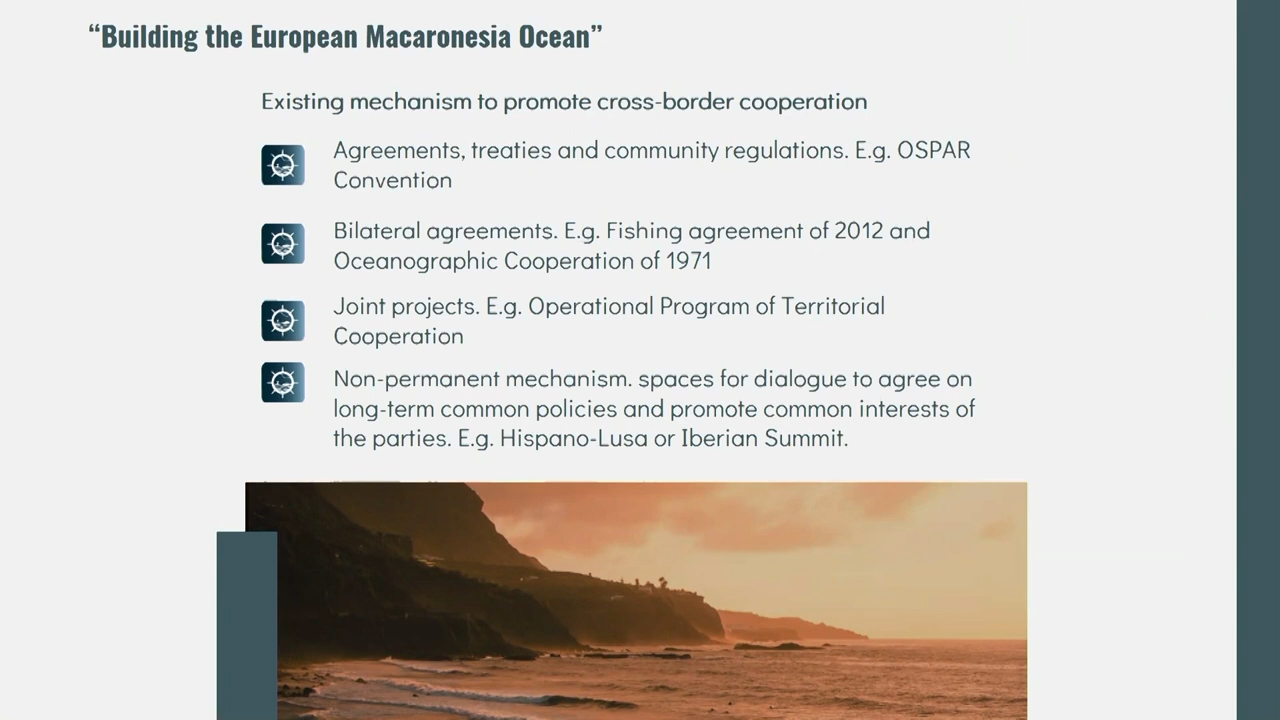 “Building the European Macaronesia Ocean”
Existing mechanism to promote cross-border cooperation
Agreements, treaties and community regulations. E.g. OSPAR
Convention
Bilateral agreements. E.g. Fishing agreement of 2012 and
Oceanographic Cooperation of 1971
Joint projects. E.g. Operational Program of Territorial
Cooperation
Non-permanent mechanism. spaces for dialogue to agree on
long-term common policies and promote common interests of
the parties. E.g. Hispano-Lusa or Iberian Summit.